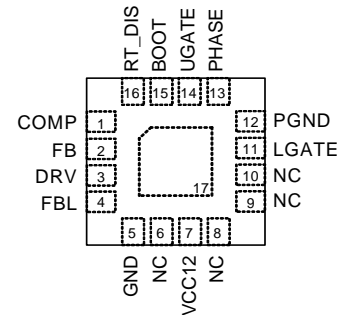 RT_DIS
BOOT
UGATE
PHASE
16 15 14 13
COMP 1 12 PGND
FB 2 11 LGATE
DRV 3 10 NC
FBL 4 9 NC
17
5 6 7 8
GND
NC
VCC12
NC